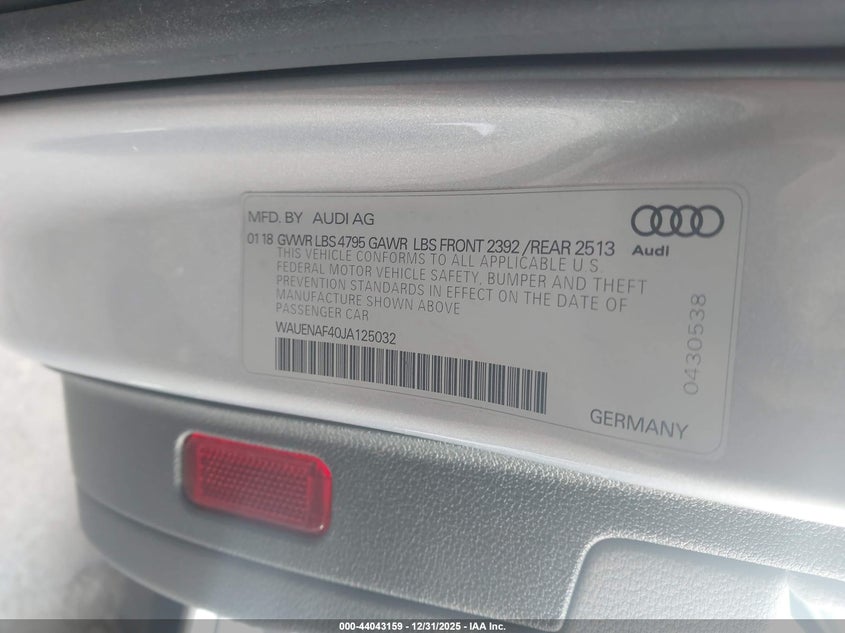 MFD. BY AUDI AG
Audi
01 18 GVWR LBS 4795 GAWR LBS FRONT 2392 /REAR 2513
THIS VEHICLE CONFORMS TO ALL APPLICABLE U.S.
FEDERAL MOTOR VEHICLE SAFETY, BUMPER AND THEFT
PREVENTION STANDARDS IN EFFECT ON THE DATE OF
MANUFACTURE SHOWN ABOVE
PASSENGER CAR
WAUENAF40JA125032
0430538
GERMANY
000-44043159 - 12/31/2025 - IAA Inc.